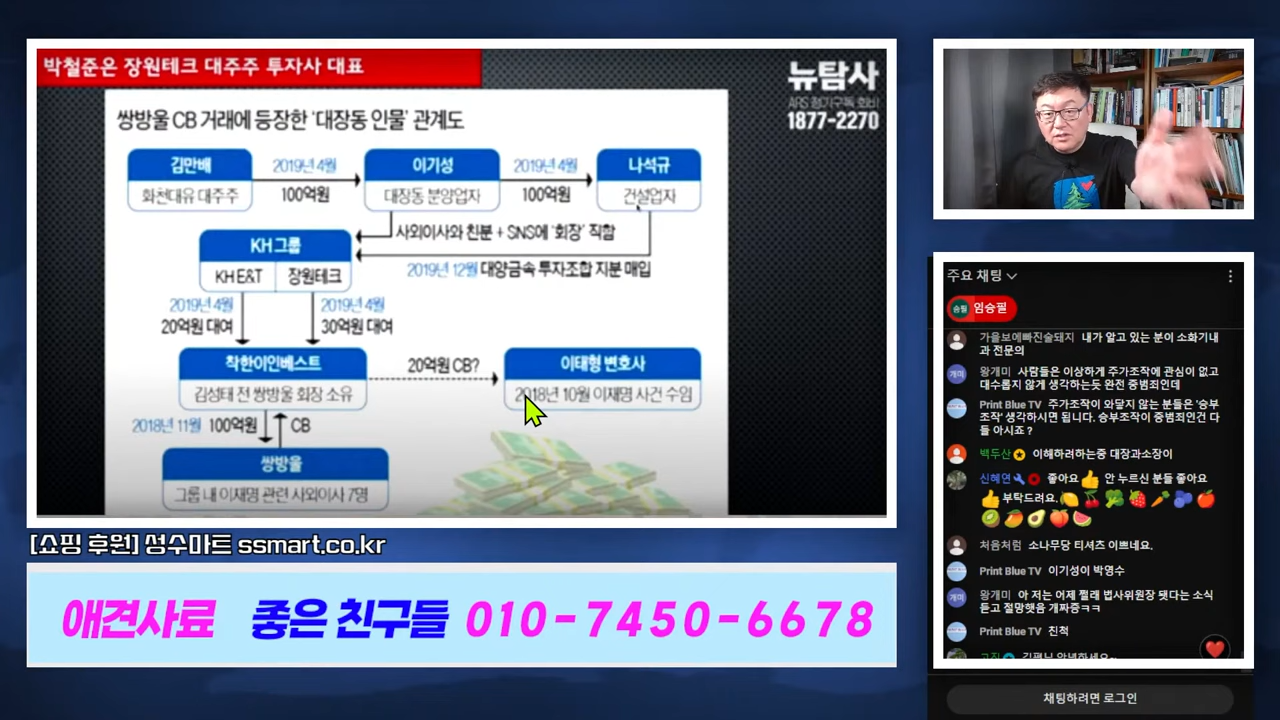 박철준은 장원테크 대주주 투자사 대표
뉴탐사
ARS 정기구독 회비
1877-2270
쌍방울 CB 거래에 등장한 '대장동 인물' 관계도
김만배
화천대유 대주주
2019년 4월
100억원
이기성
대장동 분양업자
2019년 4월
100억원
나석규
건설업자
사외이사와 친분 + SNS에 '회장' 직함
KH그룹
KH E&T
장원테크
2019년 12월 대양금속 투자조합 지분 매입
2019년 4월
20억원 대여
2019년 4월
30억원 대여
착한이인베스트
김성태 전 쌍방울 회장 소유
20억원 CB?
이태형 변호사
2018년 10월 이재명 사건 수임
2018년 11월 100억원
CB
쌍방울
그룹 내 이재명 관련 사외이사 7명
[쇼핑 후원] 성수마트 ssmart.co.kr
애견사료 좋은 친구들 010-7450-6678
주요 채팅
승필 임승필
가을보에빠진술돼지 내가 알고 있는 분이 소화기내
과 전문의
개미 왕개미 사람들은 이상하게 주가조작에 관심이 없고
대수롭지 않게 생각하는듯 완전 중범죄인데
Print Blue TV 주가조작이 와닿지 않는 분들은 '승부
조작' 생각하시면 됩니다. 승부조작이 중범죄인건 다
들 아시죠 ?
백두산 이해하려하는중 대장과소장이
신혜연 좋아요 안 누르신 분들 좋아요
부탁드려요.
처음처럼 소나무당 티셔츠 이쁘네요.
Print Blue TV 이기성이 박영수
개미 왕개미 아 저는 어제 쩔래 법사위원장 됏다는 소식
듣고 절망했음 개짜증ㅋㅋ
Print Blue TV 친척
채팅하려면 로그인